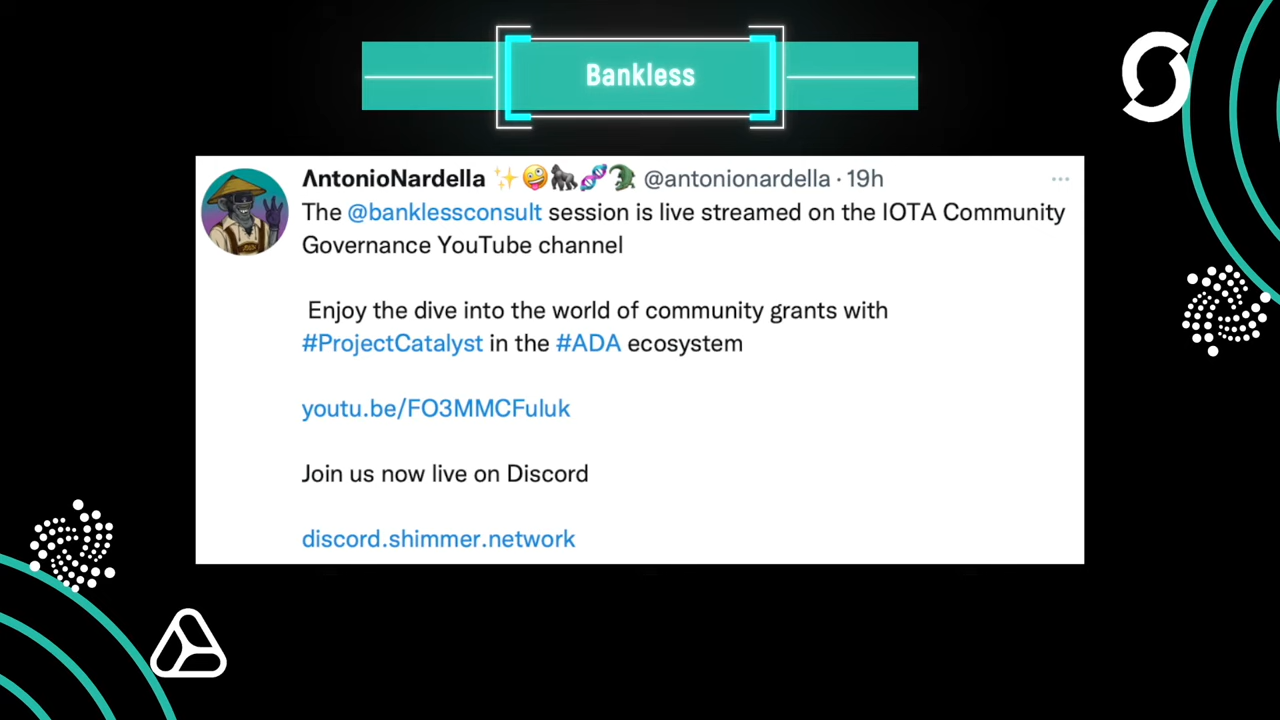 Bankless
ΛntonioNardella ✨🤪🦍🧬🐊 @antonionardella · 19h
The @banklessconsult session is live streamed on the IOTA Community
Governance YouTube channel
Enjoy the dive into the world of community grants with
#ProjectCatalyst in the #ADA ecosystem
youtu.be/FO3MMCFuluk
Join us now live on Discord
discord.shimmer.network